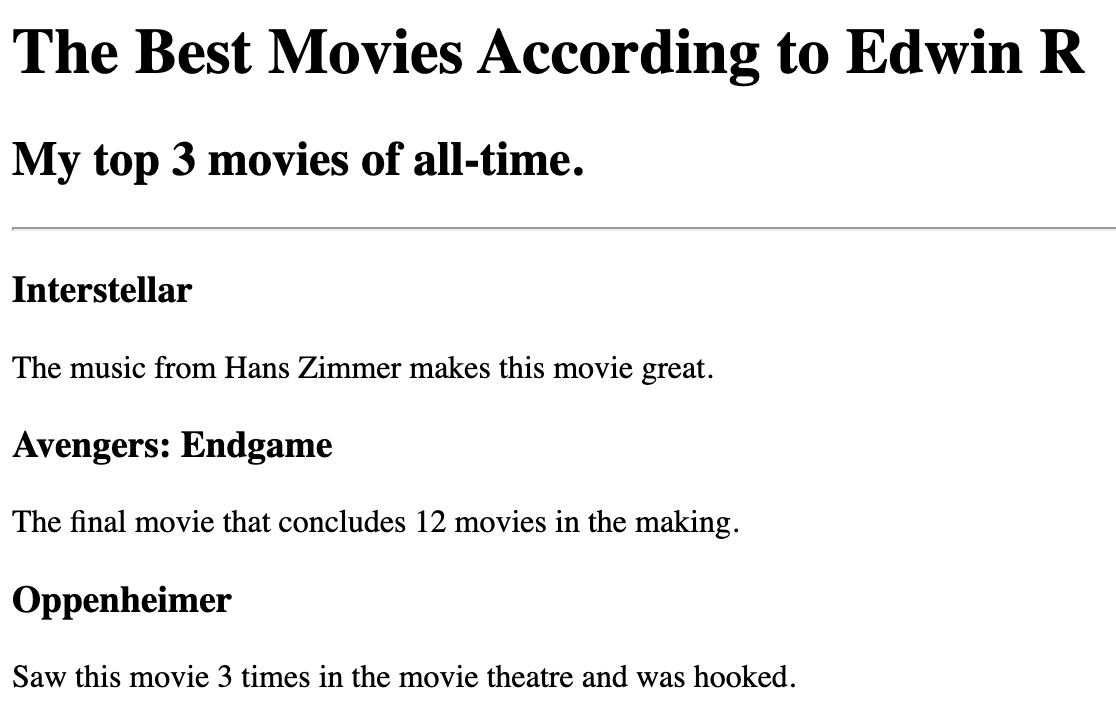 The Best Movies According to Edwin R
My top 3 movies of all-time.
Interstellar
The music from Hans Zimmer makes this movie great.
Avengers: Endgame
The final movie that concludes 12 movies in the making.
Oppenheimer
Saw this movie 3 times in the movie theatre and was hooked.